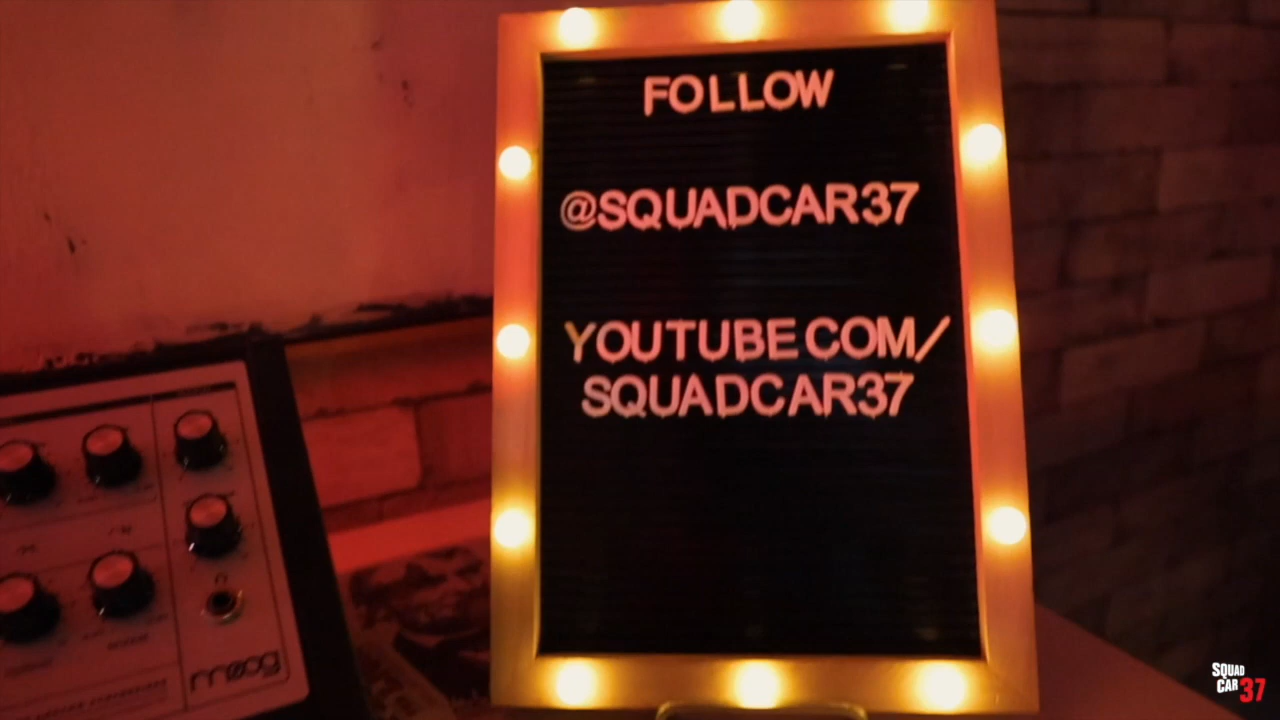 FOLLOW
@SQUADCAR37
YOUTUBE COM/
SQUADCAR37
moog
SQUAD
CAR 37